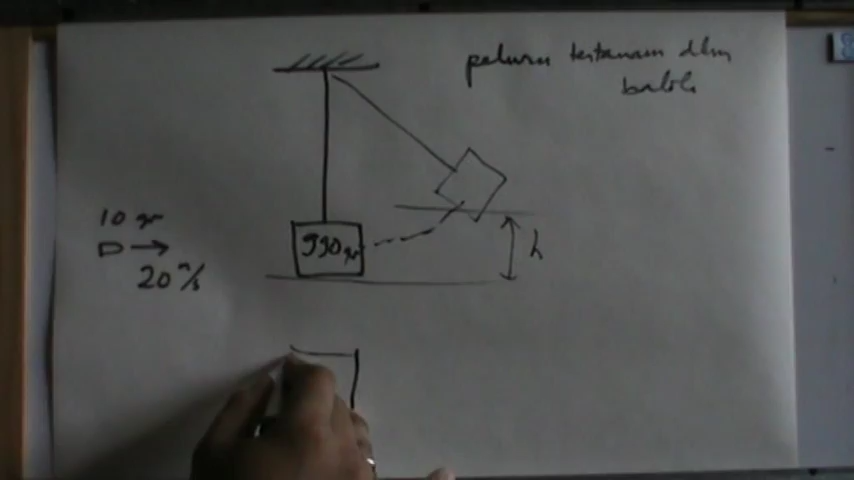 peluru tertanam dlm
balok
10 gr
20 m/s
990 gr
h